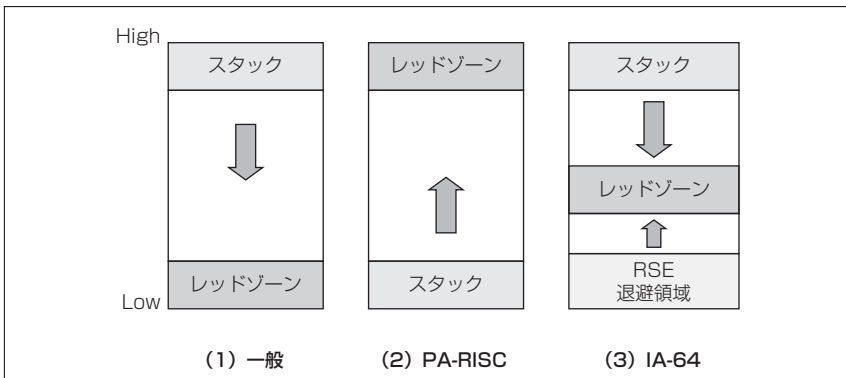 High
スタック
レッドゾーン
Low
(1) 一般
レッドゾーン
スタック
(2) PA-RISC
スタック
レッドゾーン
RSE
退避領域
(3) IA-64